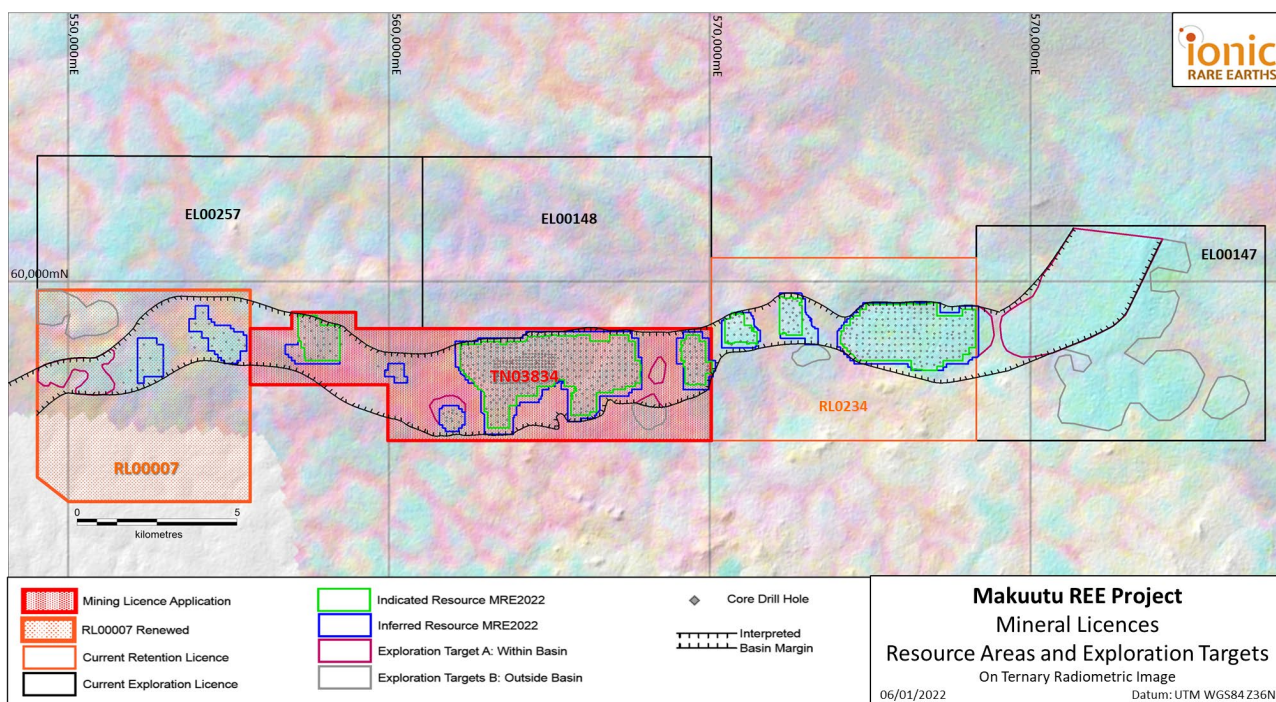 550,000mE
560,000mE
570,000mE
570,000mE
ionic
RARE EARTHS
EL00257
EL00148
EL00147
60,000mN
TN03834
RL0234
RL00007
0 5
kilometres
Mining Licence Application
RL00007 Renewed
Current Retention Licence
Current Exploration Licence
Indicated Resource MRE2022
Inferred Resource MRE2022
Exploration Target A: Within Basin
Exploration Targets B: Outside Basin
Core Drill Hole
Interpreted
Basin Margin
Makuutu REE Project
Mineral Licences
Resource Areas and Exploration Targets
On Ternary Radiometric Image
06/01/2022 Datum: UTM WGS84 Z36N